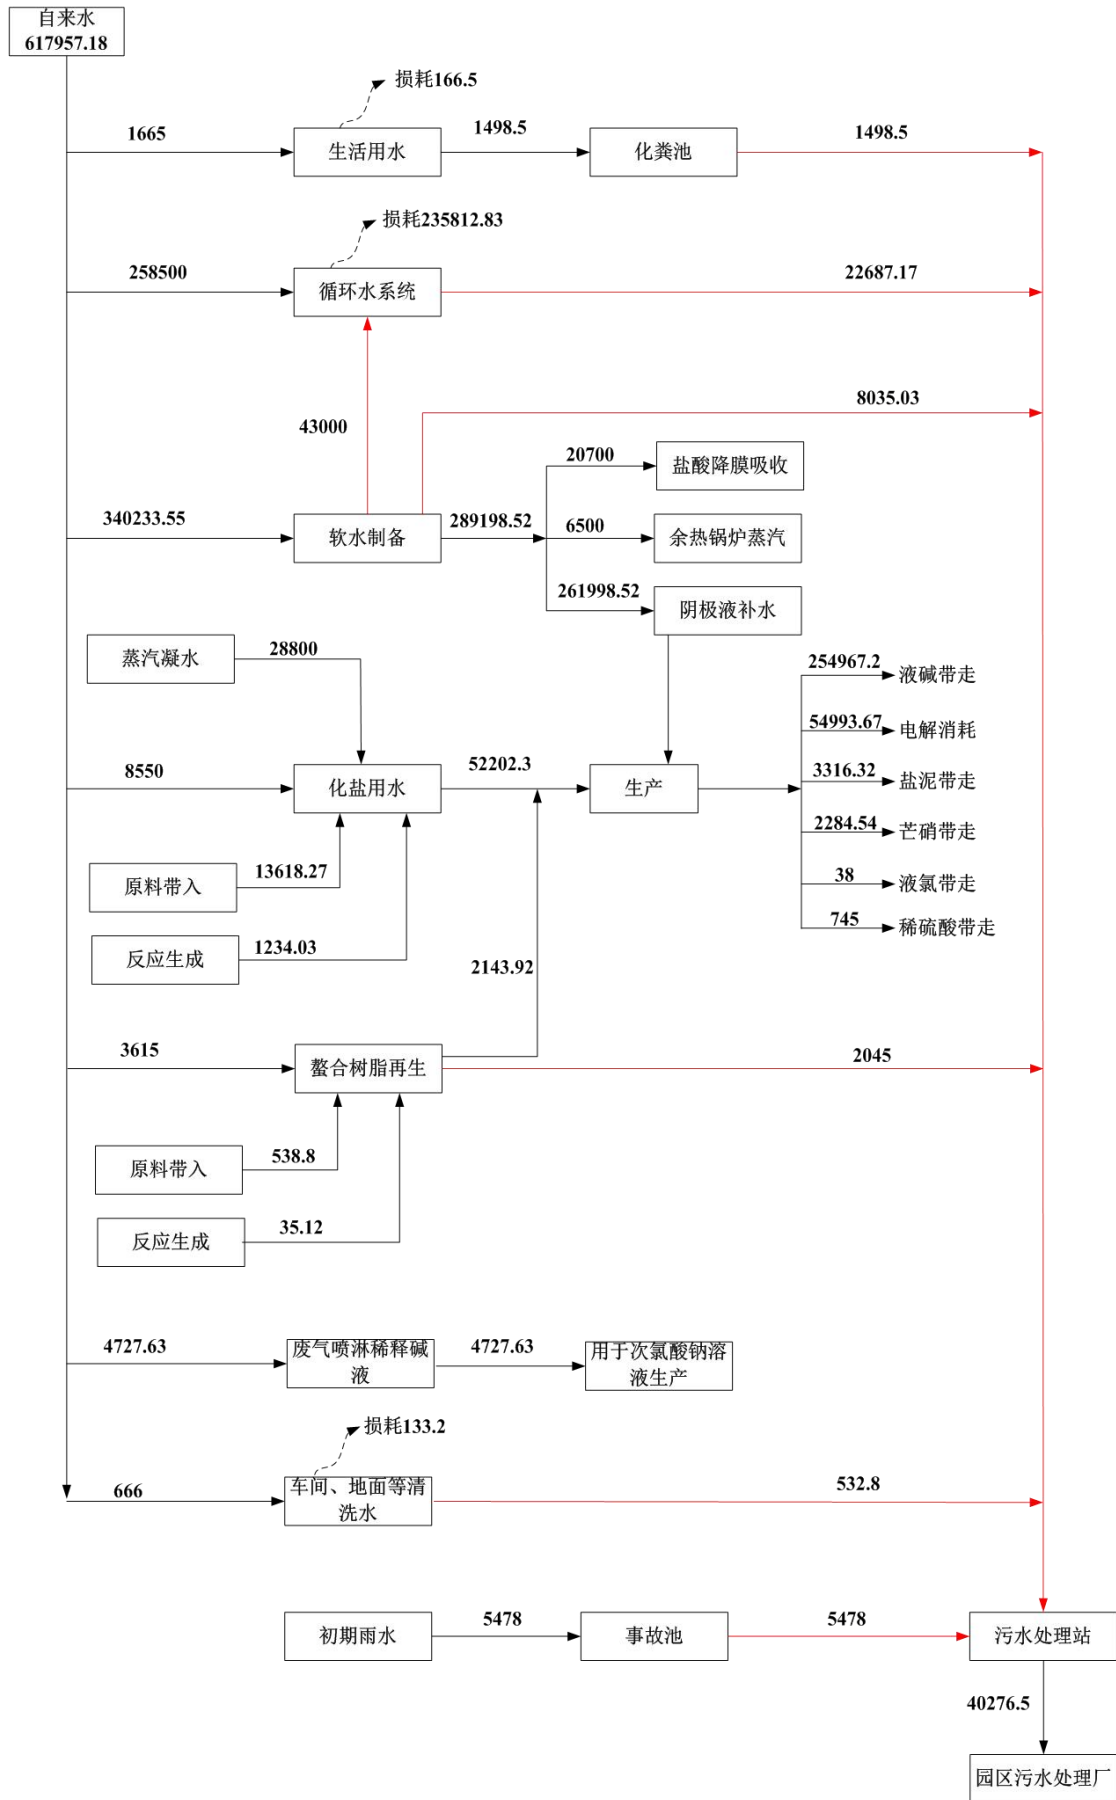 自来水
617957.18
损耗166.5
1665
生活用水
1498.5
化粪池
1498.5
损耗235812.83
258500
循环水系统
22687.17
43000
8035.03
20700
盐酸降膜吸收
340233.55
软水制备
289198.52
6500
余热锅炉蒸汽
261998.52
阴极液补水
蒸汽凝水
28800
254967.2
液碱带走
54993.67
电解消耗
8550
化盐用水
52202.3
生产
3316.32
盐泥带走
2284.54
芒硝带走
原料带入
13618.27
38
液氯带走
745
稀硫酸带走
反应生成
1234.03
2143.92
3615
螯合树脂再生
2045
原料带入
538.8
反应生成
35.12
4727.63
废气喷淋稀释碱
液
4727.63
用于次氯酸钠溶
液生产
损耗133.2
666
车间、地面等清
洗水
532.8
初期雨水
5478
事故池
5478
污水处理站
40276.5
园区污水处理厂